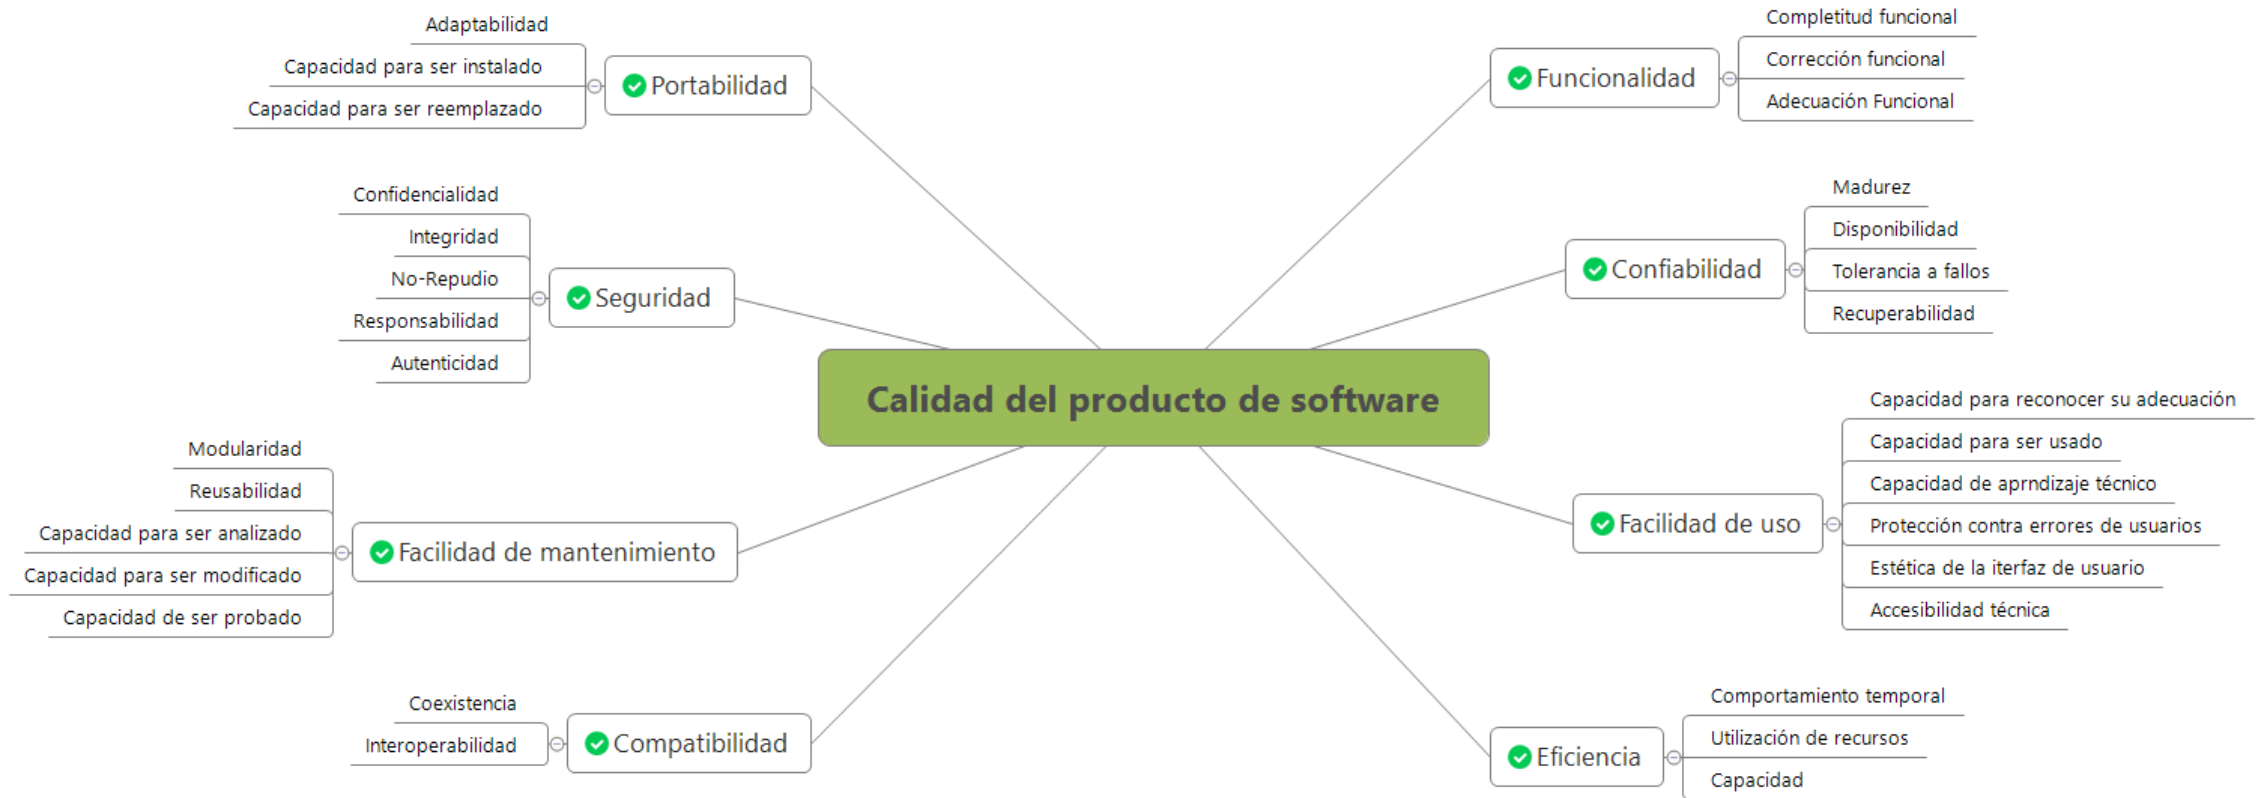 Calidad del producto de software
Portabilidad
Adaptabilidad
Capacidad para ser instalado
Capacidad para ser reemplazado
Seguridad
Confidencialidad
Integridad
No-Repudio
Responsabilidad
Autenticidad
Facilidad de mantenimiento
Modularidad
Reusabilidad
Capacidad para ser analizado
Capacidad para ser modificado
Capacidad de ser probado
Compatibilidad
Coexistencia
Interoperabilidad
Funcionalidad
Completitud funcional
Corrección funcional
Adecuación Funcional
Confiabilidad
Madurez
Disponibilidad
Tolerancia a fallos
Recuperabilidad
Facilidad de uso
Capacidad para reconocer su adecuación
Capacidad para ser usado
Capacidad de aprndizaje técnico
Protección contra errores de usuarios
Estética de la iterfaz de usuario
Accesibilidad técnica
Eficiencia
Comportamiento temporal
Utilización de recursos
Capacidad